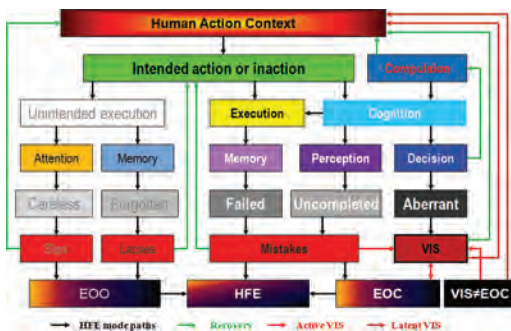 Human Action Context
Intended action or inaction
Compulsion
Unintended execution
Execution
Cognition
Attention
Memory
Memory
Perception
Decision
Careless
Forgotten
Failed
Uncompleted
Aberrant
Slips
Lapses
Mistakes
VIS
EOO
HFE
EOC
VIS≠EOC
HFE mode paths
Recovery
Active VIS
Latent VIS